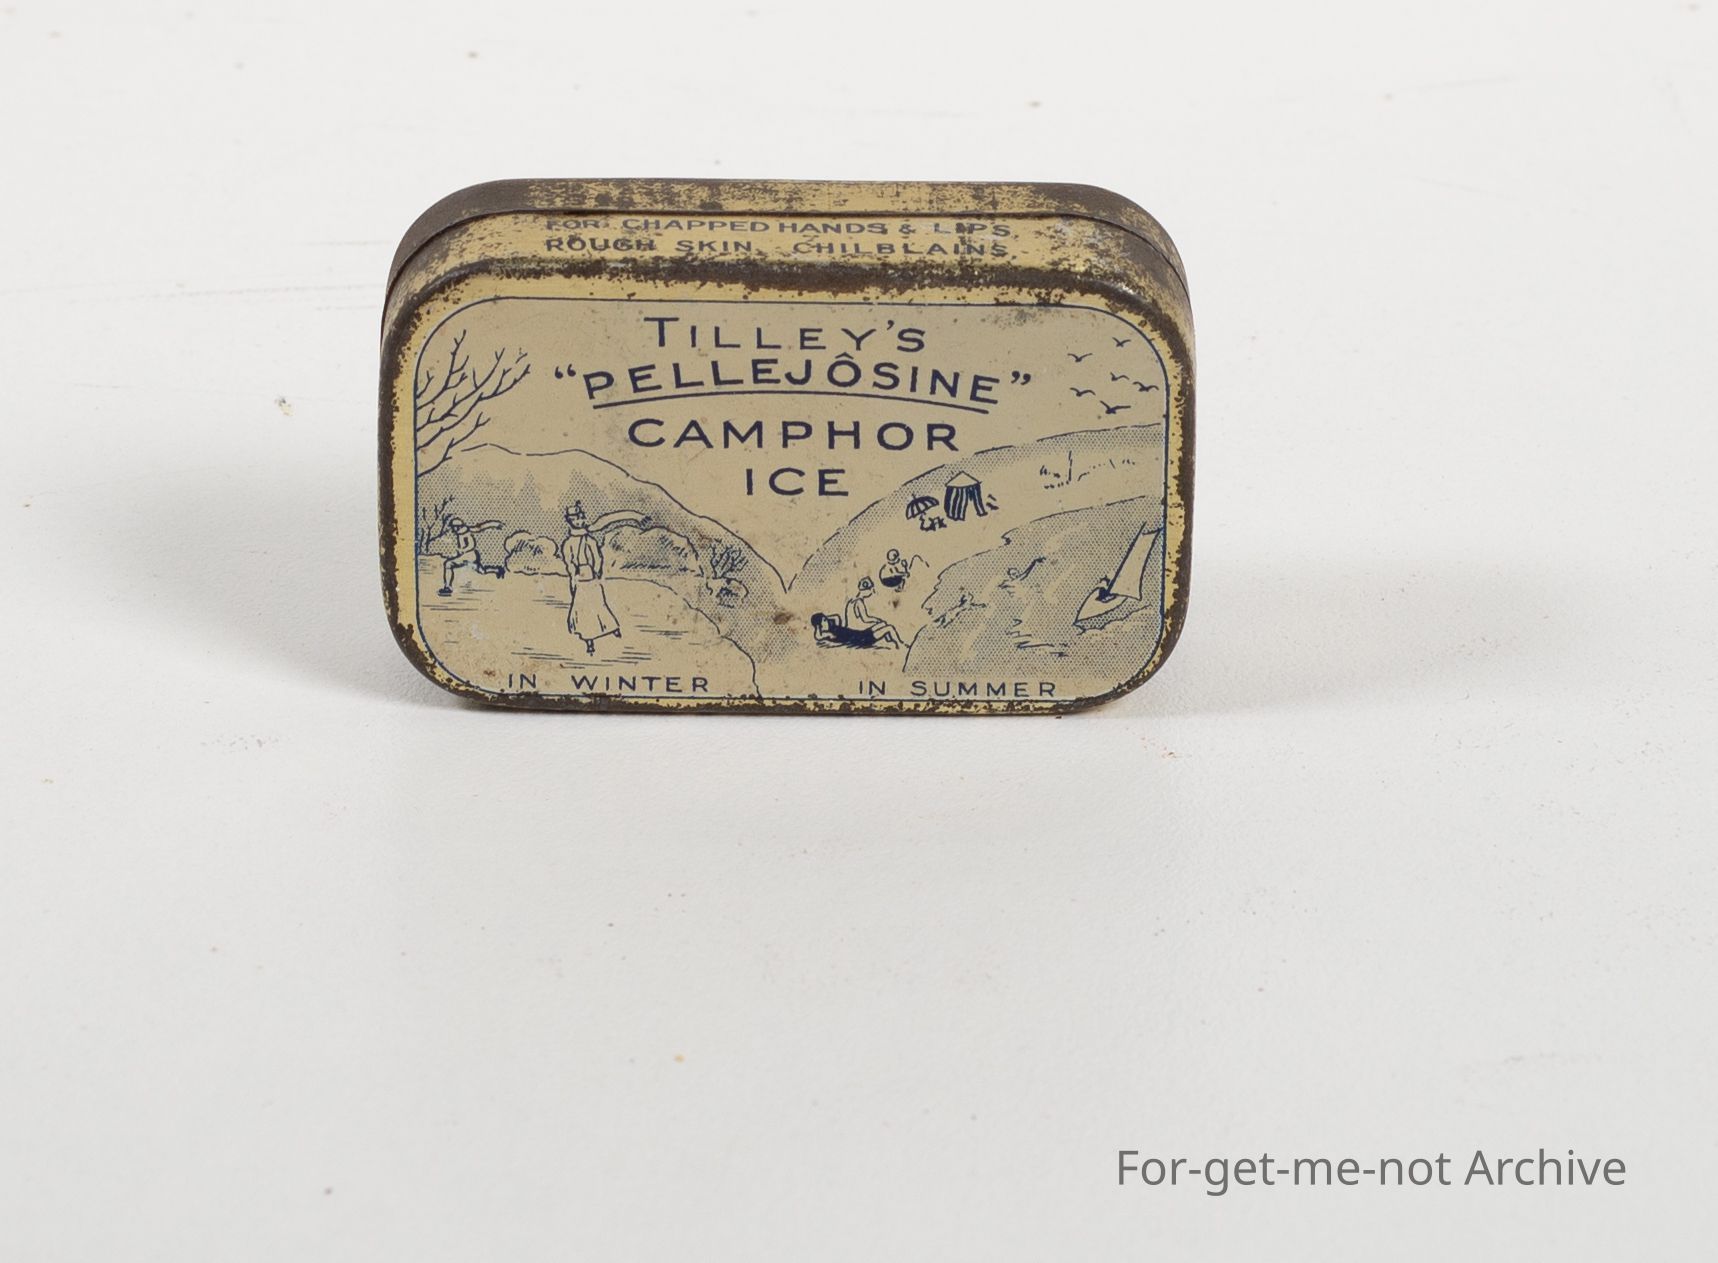 FOR CHAPPED HANDS & LIPS,
ROUGH SKIN, CHILBLAINS,
TILLEY'S
"PELLEJÔSINE"
CAMPHOR
ICE
IN WINTER
IN SUMMER
For-get-me-not Archive